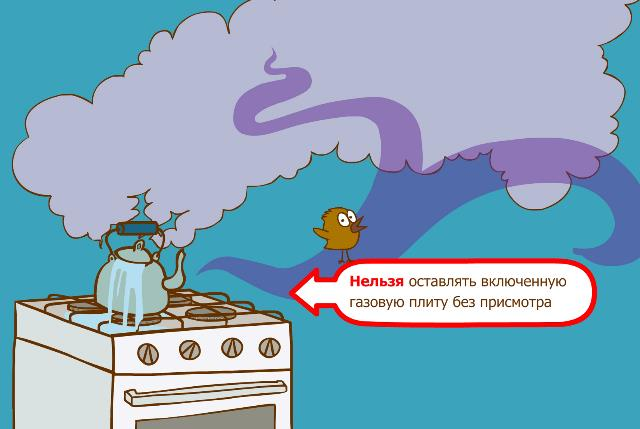 Нельзя оставлять включенную
газовую плиту без присмотра